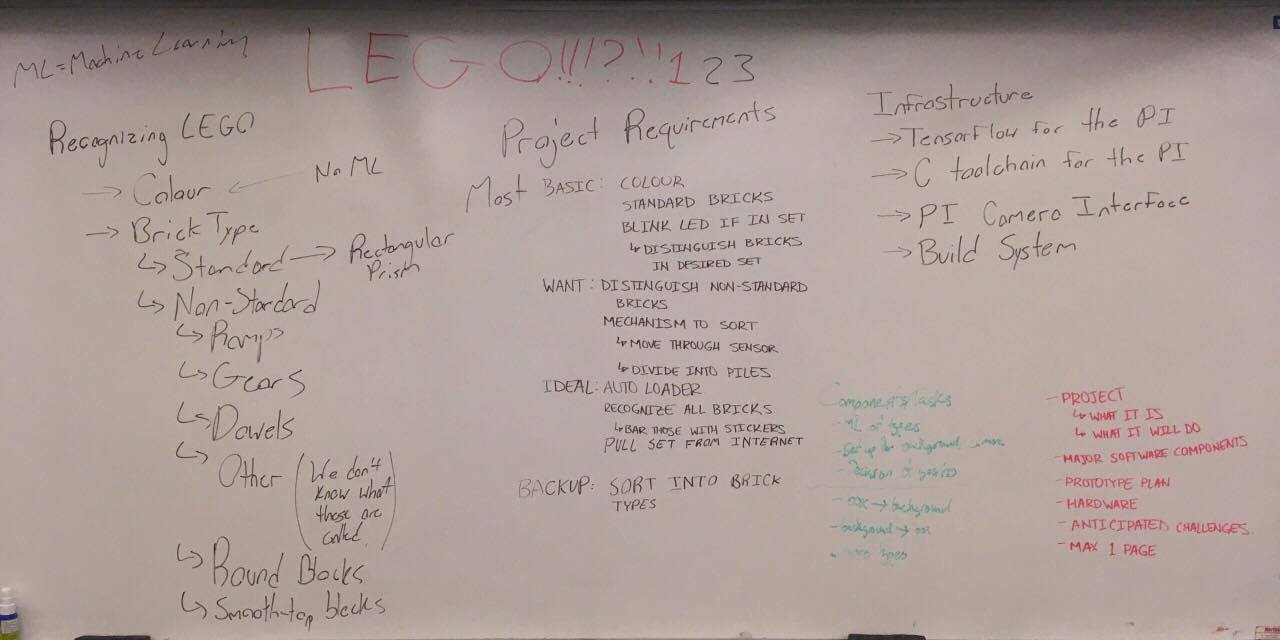 ML = Machine Learning
LEGO!!!?!!123
Recognizing LEGO
→ Colour ← No ML
→ Brick Type
↳ Standard → Rectangular
Prism
↳ Non-Standard
↳ Ramps
↳ Gears
↳ Dowels
↳ Other (We don't
know what
these are
called)
↳ Round Blocks
↳ Smooth-top blocks
Project Requirements
Most BASIC: COLOUR
STANDARD BRICKS
BLINK LED IF IN SET
↳ DISTINGUISH BRICKS
IN DESIRED SET
WANT: DISTINGUISH NON-STANDARD
BRICKS
MECHANISM TO SORT
↳ MOVE THROUGH SENSOR
↳ DIVIDE INTO PILES
IDEAL: AUTO LOADER
RECOGNIZE ALL BRICKS
↳ BAR THOSE WITH STICKERS
PULL SET FROM INTERNET
BACKUP: SORT INTO BRICK
TYPES
Infrastructure
→ Tensorflow for the PI
→ C toolchain for the PI
→ PI Camera Interface
→ Build System
Components/Tasks
- ML of types
- Set up for background
- Decision of
→ background
- background →
types
- PROJECT
↳ WHAT IT IS
↳ WHAT IT WILL DO
- MAJOR SOFTWARE COMPONENTS
- PROTOTYPE PLAN
- HARDWARE
- ANTICIPATED CHALLENGES.
- MAX 1 PAGE